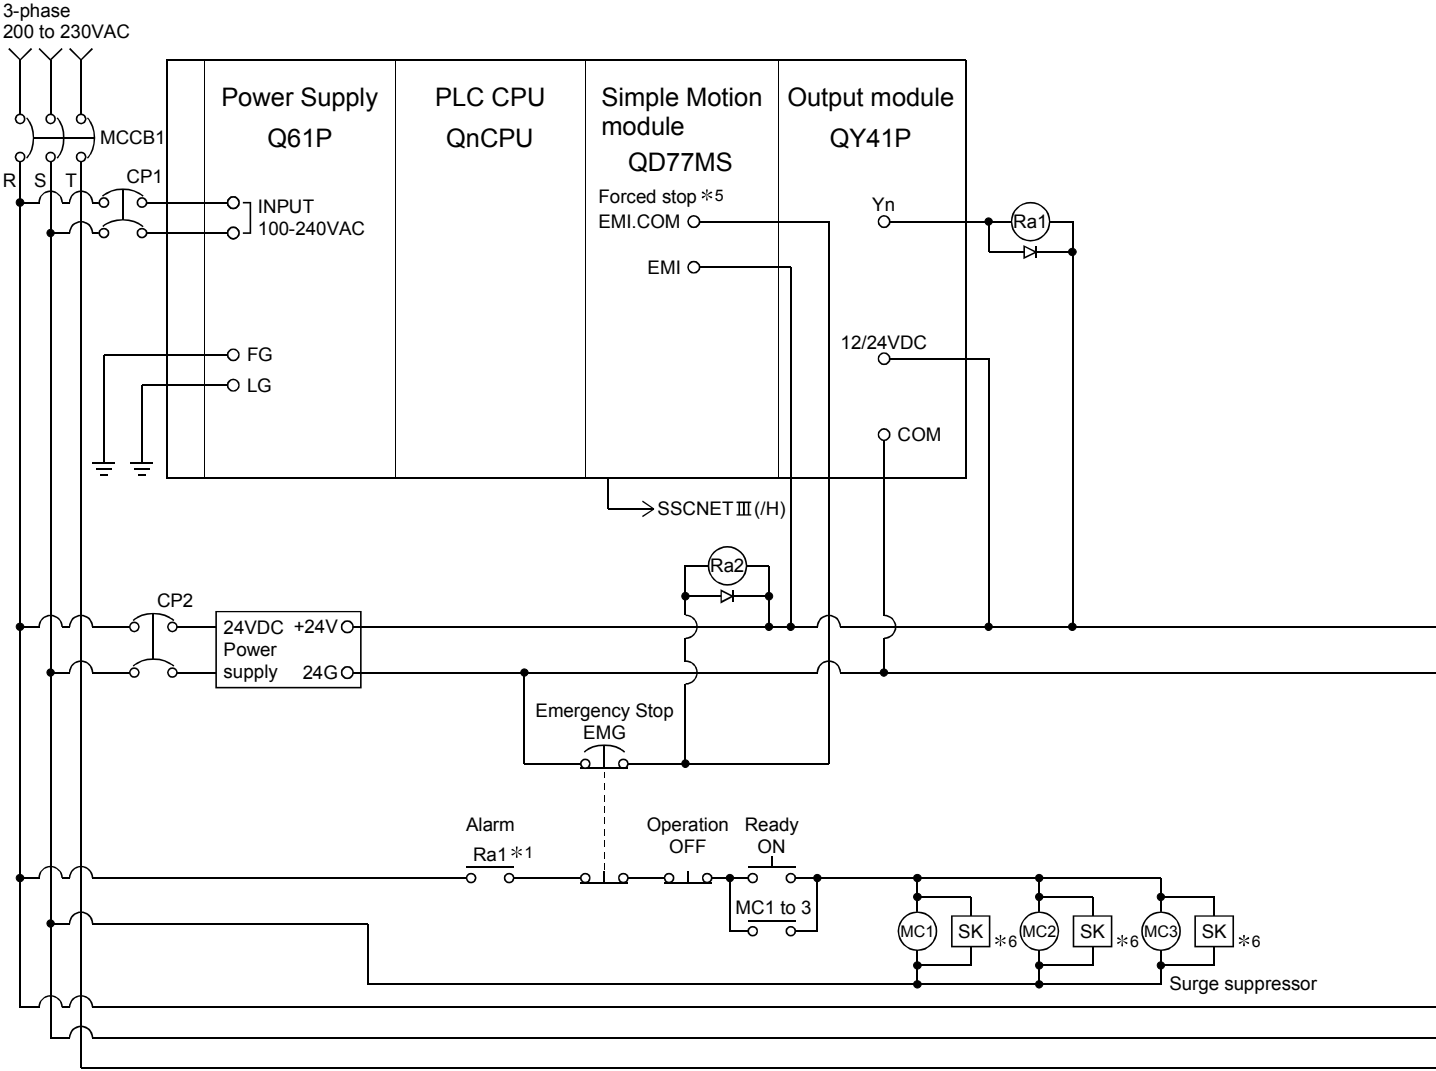 3-phase
200 to 230VAC
MCCB1
R S T
CP1
Power Supply
Q61P
INPUT
100-240VAC
FG
LG
PLC CPU
QnCPU
Simple Motion
module
QD77MS
Forced stop *5
EMI.COM
EMI
Output module
QY41P
Yn
Ra1
12/24VDC
COM
SSCNETⅢ(/H)
Ra2
CP2
24VDC
Power
supply
+24V
24G
Emergency Stop
EMG
Alarm
Ra1*1
Operation
OFF
Ready
ON
MC1 to 3
MC1
SK
*6
MC2
SK
*6
MC3
SK
*6
Surge suppressor